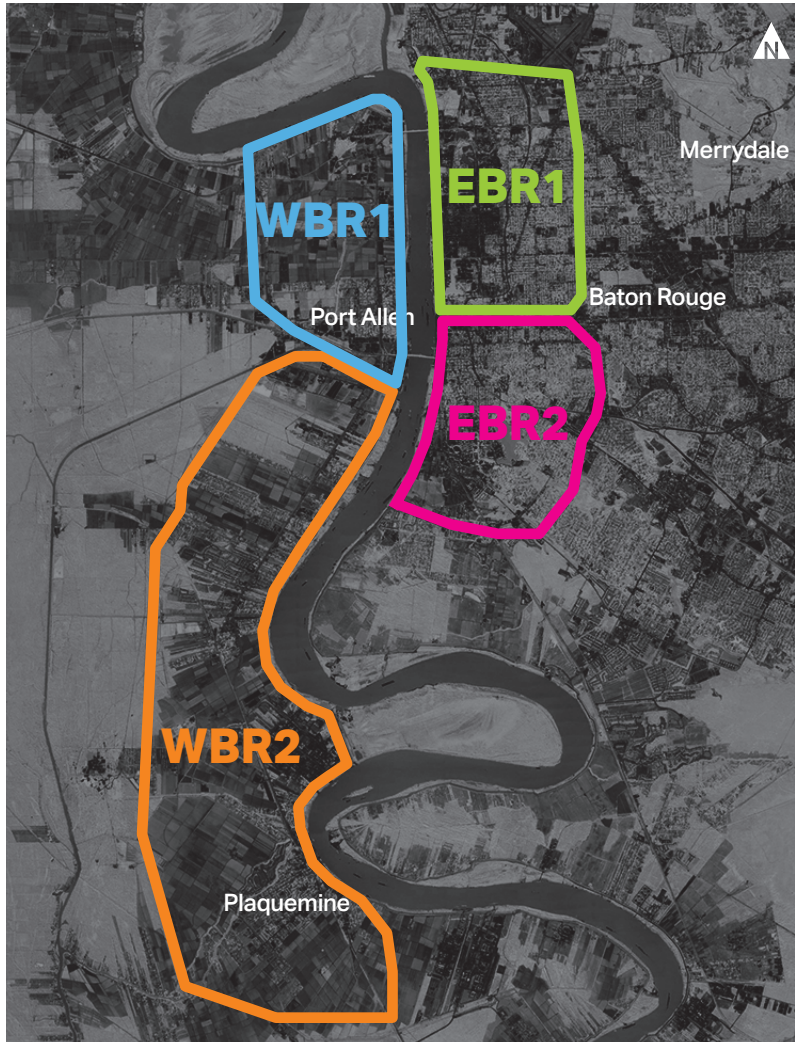 N
Merrydale
EBR1
WBR1
Baton Rouge
Port Allen
EBR2
WBR2
Plaquemine